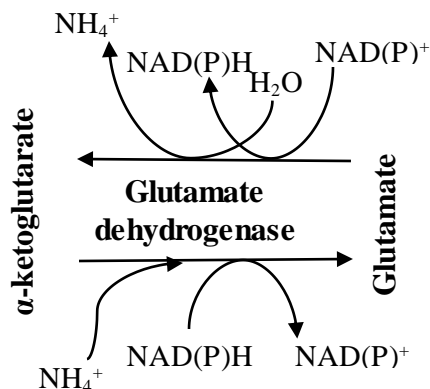 NH₄⁺
NAD(P)H
H₂O
NAD(P)⁺
α-ketoglutarate
Glutamate
dehydrogenase
Glutamate
NH₄⁺
NAD(P)H
NAD(P)⁺